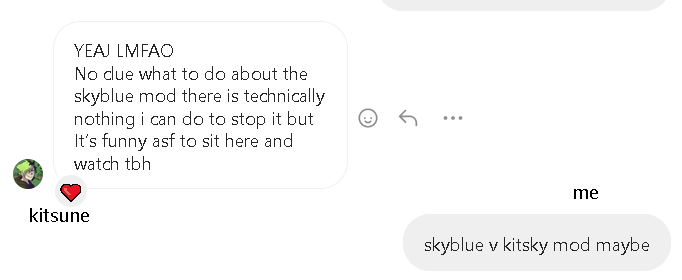 YEAJ LMFAO
No clue what to do about the
skyblue mod there is technically
nothing i can do to stop it but
It's funny asf to sit here and
watch tbh
kitsune
me
skyblue v kitsky mod maybe